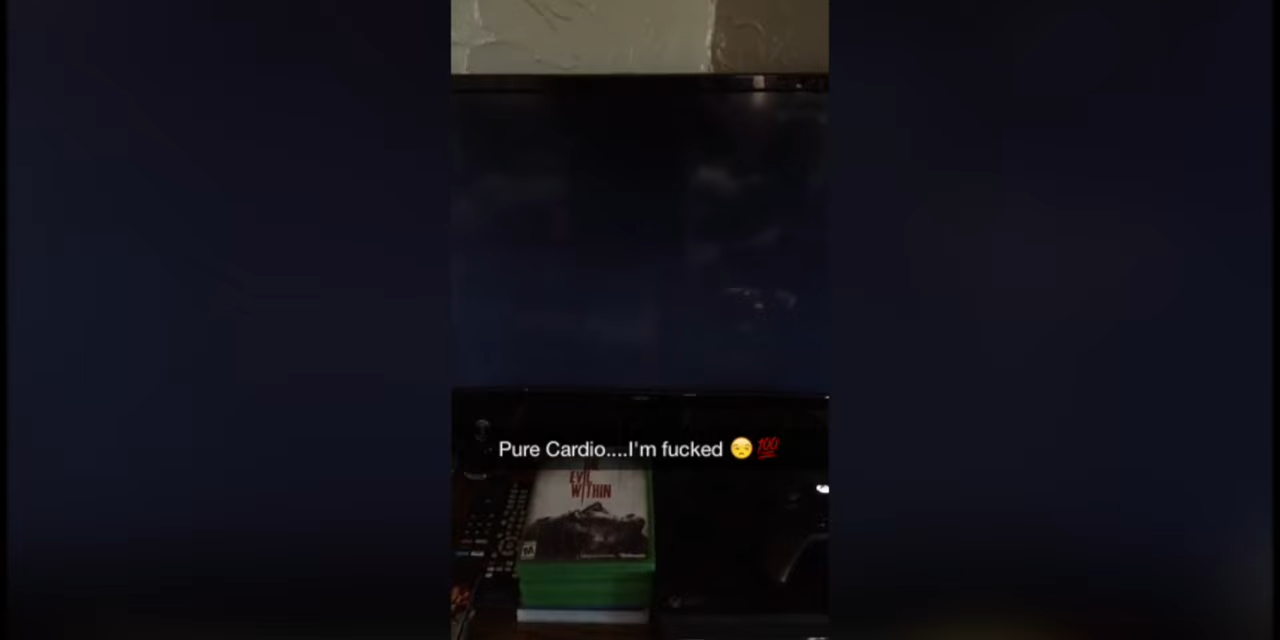 Pure Cardio....I'm fucked 😒💯
THE
EVIL
WITHIN
M